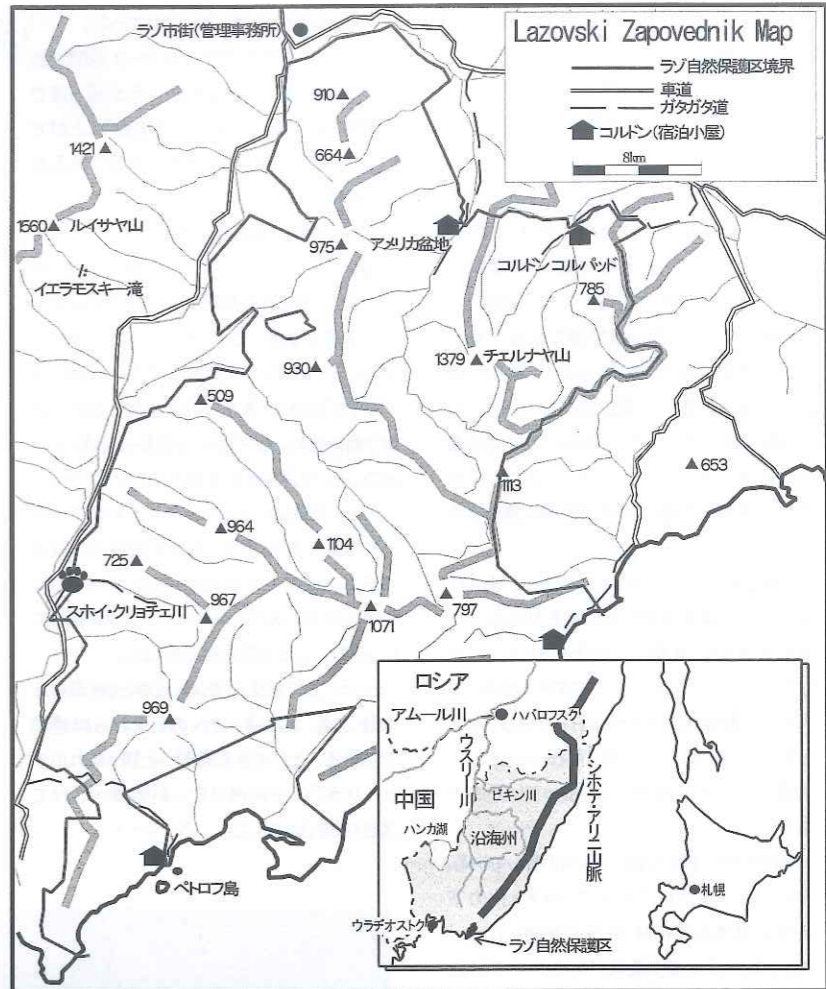 ラゾ市街(管理事務所)
Lazovski Zapovednik Map
ラゾ自然保護区境界
車道
ガタガタ道
コルドン(宿泊小屋)
8km
910
664
1421
1560
ルイサヤ山
975
アメリカ盆地
コルドンコルパッド
イエラモスキー滝
785
930
1379
チェルナヤ山
509
1113
653
964
1104
725
スホイ・クリョチェ川
967
1071
797
969
ペトロフ島
ロシア
アムール川
ハバロフスク
ウスリー川
シホテ・アリニ山脈
中国
ビキン川
ハンカ湖
沿海州
札幌
ウラデオストク
ラゾ自然保護区